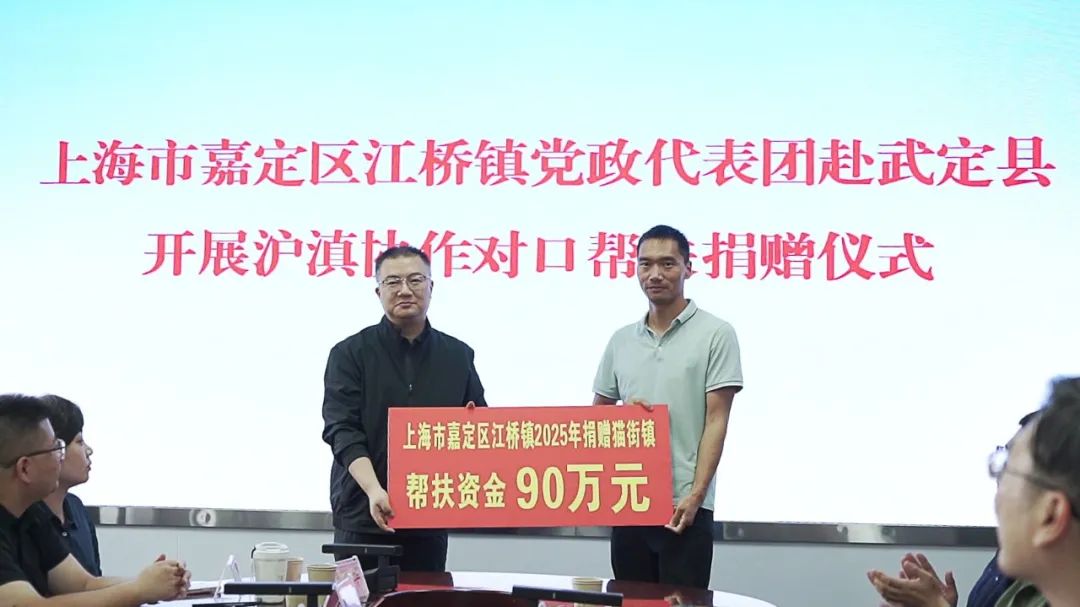 上海市嘉定区江桥镇党政代表团赴武定县
开展沪滇协作对口帮 捐赠仪式
上海市嘉定区江桥镇2025年捐赠猫街镇
帮扶资金 90万元